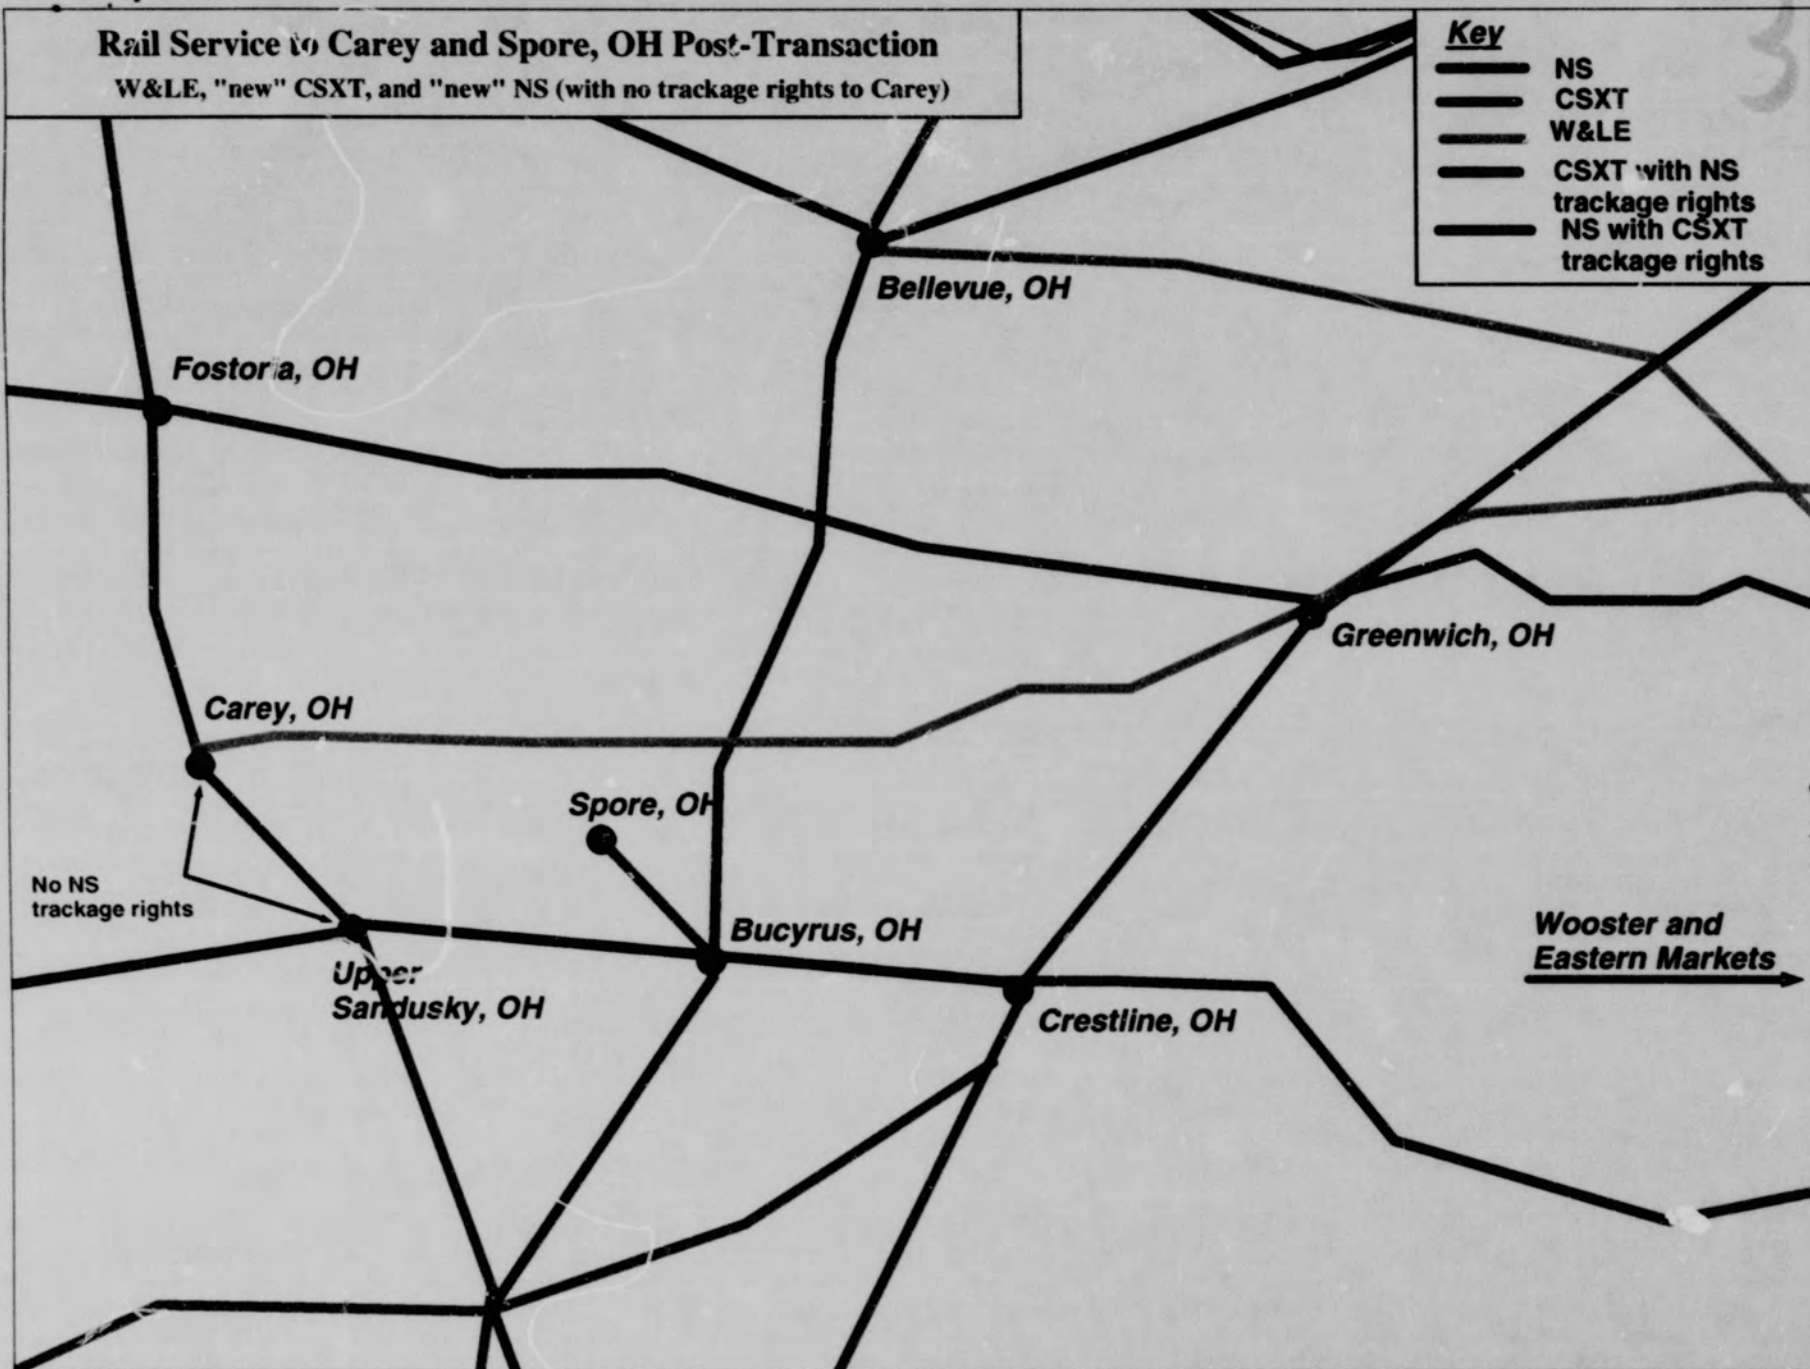 Rail Service to Carey and Spore, OH Post-Transaction
W&LE, "new" CSXT, and "new" NS (with no trackage rights to Carey)
Key
NS
CSXT
W&LE
CSXT with NS
trackage rights
NS with CSXT
trackage rights
Bellevue, OH
Fostoria, OH
Greenwich, OH
Carey, OH
Spore, OH
No NS
trackage rights
Bucyrus, OH
Wooster and
Eastern Markets
Upper
Sandusky, OH
Crestline, OH